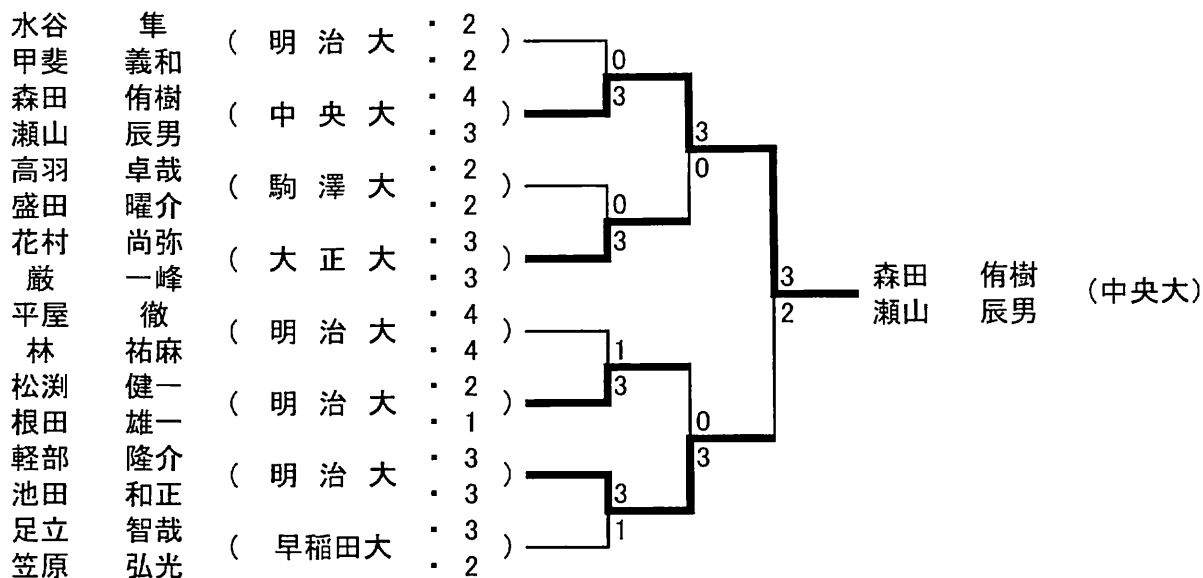 水谷 隼 (明治大・2)
甲斐 義和 ・2
森田 侑樹 (中央大・4)
瀬山 辰男 ・3
高羽 卓哉 (駒澤大・2)
盛田 曜介 ・2
花村 尚弥 (大正大・3)
厳 一峰 ・3
平屋 徹 (明治大・4)
林 祐麻 ・4
松渕 健一 (明治大・2)
根田 雄一 ・1
軽部 隆介 (明治大・3)
池田 和正 ・3
足立 智哉 (早稲田大・3)
笠原 弘光 ・2
0
3
0
3
1
3
3
1
3
0
0
3
3
2
森田 侑樹 (中央大)
瀬山 辰男